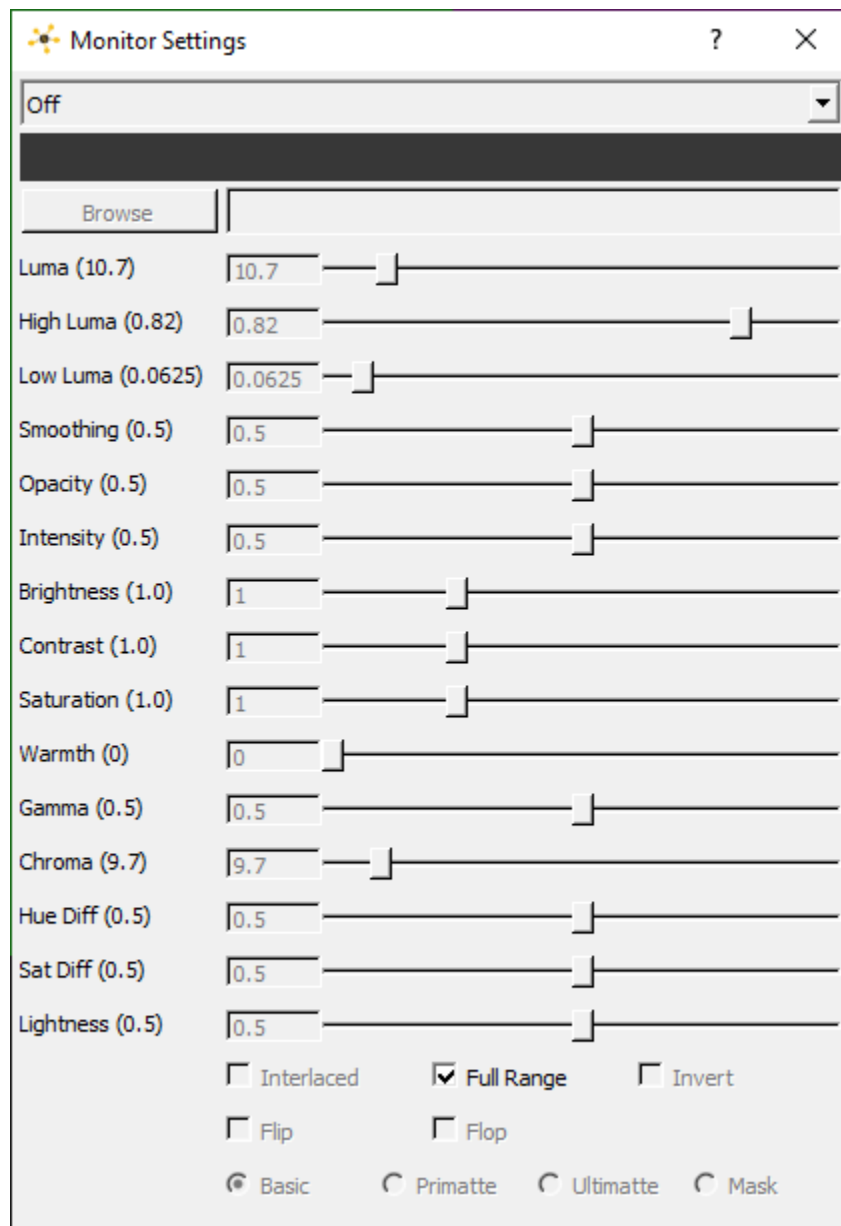 Monitor Settings ?
Off
Browse
Luma (10.7) 10.7
High Luma (0.82) 0.82
Low Luma (0.0625) 0.0625
Smoothing (0.5) 0.5
Opacity (0.5) 0.5
Intensity (0.5) 0.5
Brightness (1.0) 1
Contrast (1.0) 1
Saturation (1.0) 1
Warmth (0) 0
Gamma (0.5) 0.5
Chroma (9.7) 9.7
Hue Diff (0.5) 0.5
Sat Diff (0.5) 0.5
Lightness (0.5) 0.5
Interlaced Full Range Invert
Flip Flop
Basic Primatte Ultimatte Mask